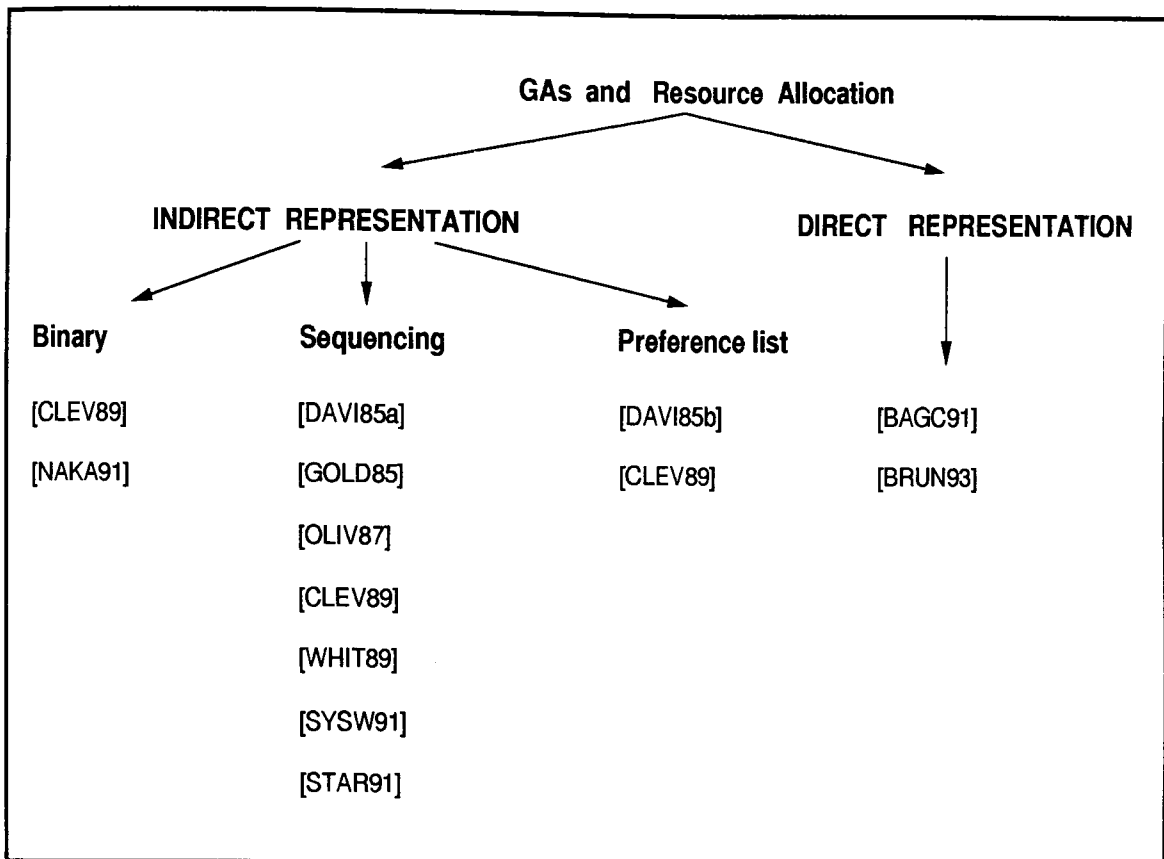 GAs and Resource Allocation
INDIRECT REPRESENTATION
DIRECT REPRESENTATION
Binary
[CLEV89]
[NAKA91]
Sequencing
[DAVI85a]
[GOLD85]
[OLIV87]
[CLEV89]
[WHIT89]
[SYSW91]
[STAR91]
Preference list
[DAVI85b]
[CLEV89]
[BAGC91]
[BRUN93]